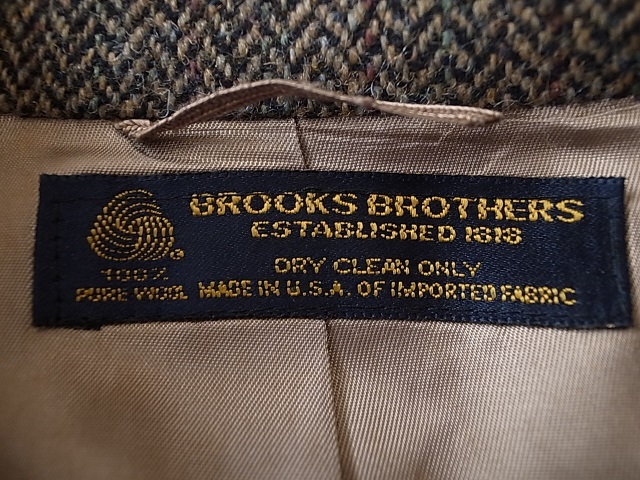 BROOKS BROTHERS
ESTABLISHED 1818
DRY CLEAN ONLY
100%
PURE WOOL
MADE IN U.S.A. OF IMPORTED FABRIC